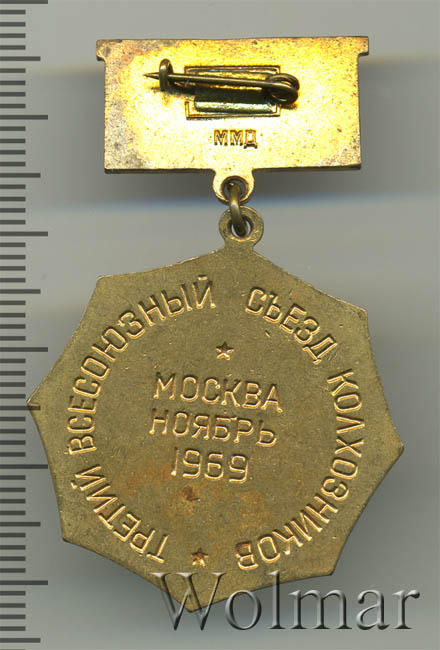 ММД
ТРЕТИЙ ВСЕСОЮЗНЫЙ СЪЕЗД КОЛХОЗНИКОВ
МОСКВА
НОЯБРЬ
1969
Wolmar